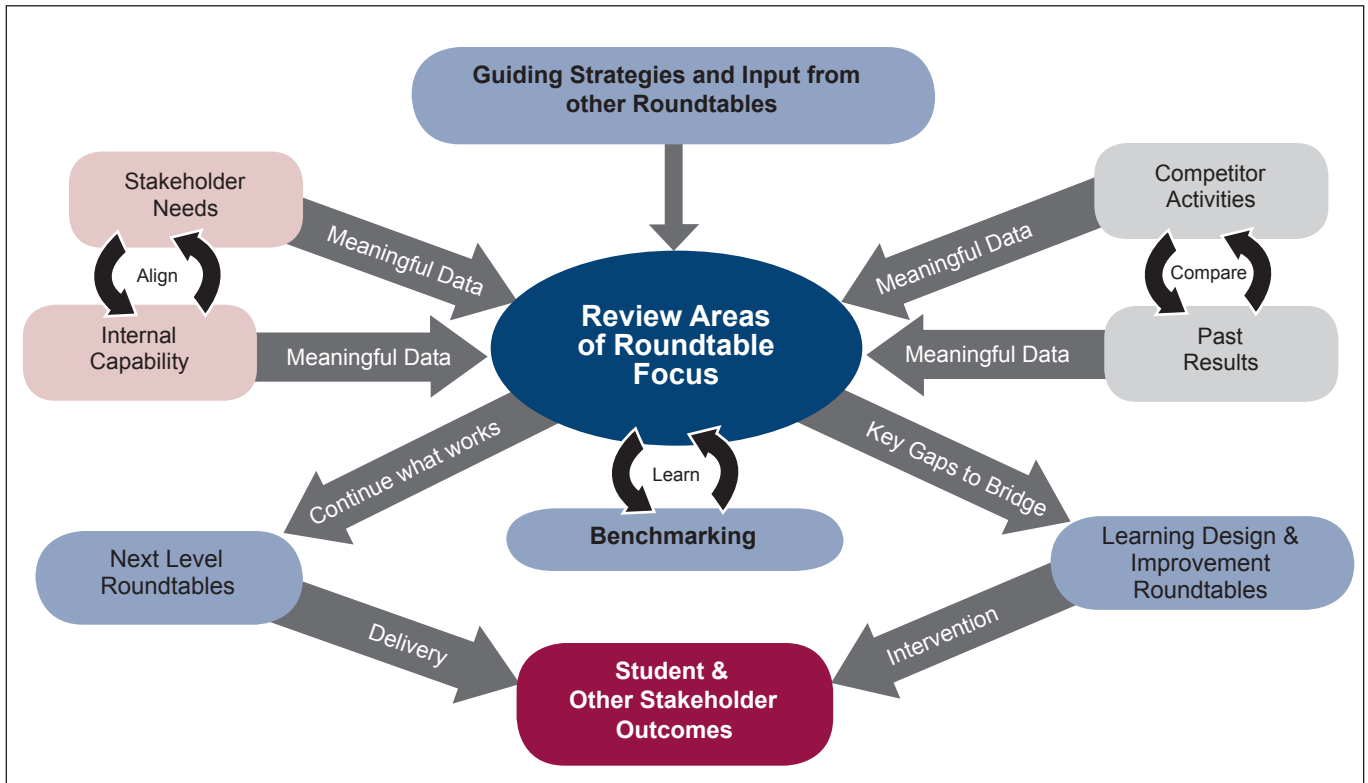 Guiding Strategies and Input from
other Roundtables
Stakeholder
Needs
Competitor
Activities
Meaningful Data
Meaningful Data
Align
Compare
Internal
Capability
Meaningful Data
Review Areas
of Roundtable
Focus
Meaningful Data
Past
Results
Continue what works
Learn
Key Gaps to Bridge
Benchmarking
Next Level
Roundtables
Learning Design &
Improvement
Roundtables
Delivery
Intervention
Student &
Other Stakeholder
Outcomes